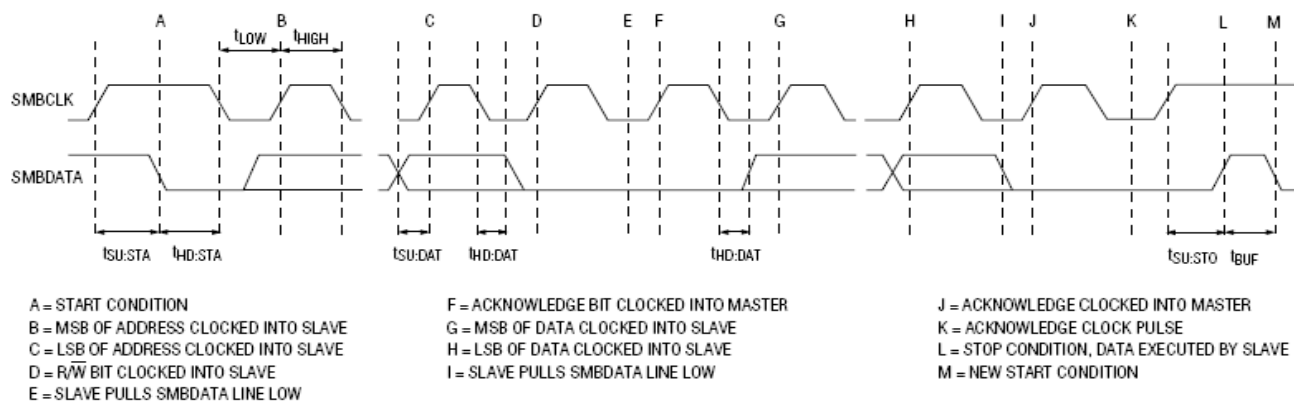 A B C D E F G H I J K L M
tLOW tHIGH
SMBCLK
SMBDATA
tSU:STA tHD:STA tSU:DAT tHD:DAT tHD:DAT tSU:STO tBUF
A = START CONDITION
B = MSB OF ADDRESS CLOCKED INTO SLAVE
C = LSB OF ADDRESS CLOCKED INTO SLAVE
D = R/W̅ BIT CLOCKED INTO SLAVE
E = SLAVE PULLS SMBDATA LINE LOW
F = ACKNOWLEDGE BIT CLOCKED INTO MASTER
G = MSB OF DATA CLOCKED INTO SLAVE
H = LSB OF DATA CLOCKED INTO SLAVE
I = SLAVE PULLS SMBDATA LINE LOW
J = ACKNOWLEDGE CLOCKED INTO MASTER
K = ACKNOWLEDGE CLOCK PULSE
L = STOP CONDITION, DATA EXECUTED BY SLAVE
M = NEW START CONDITION